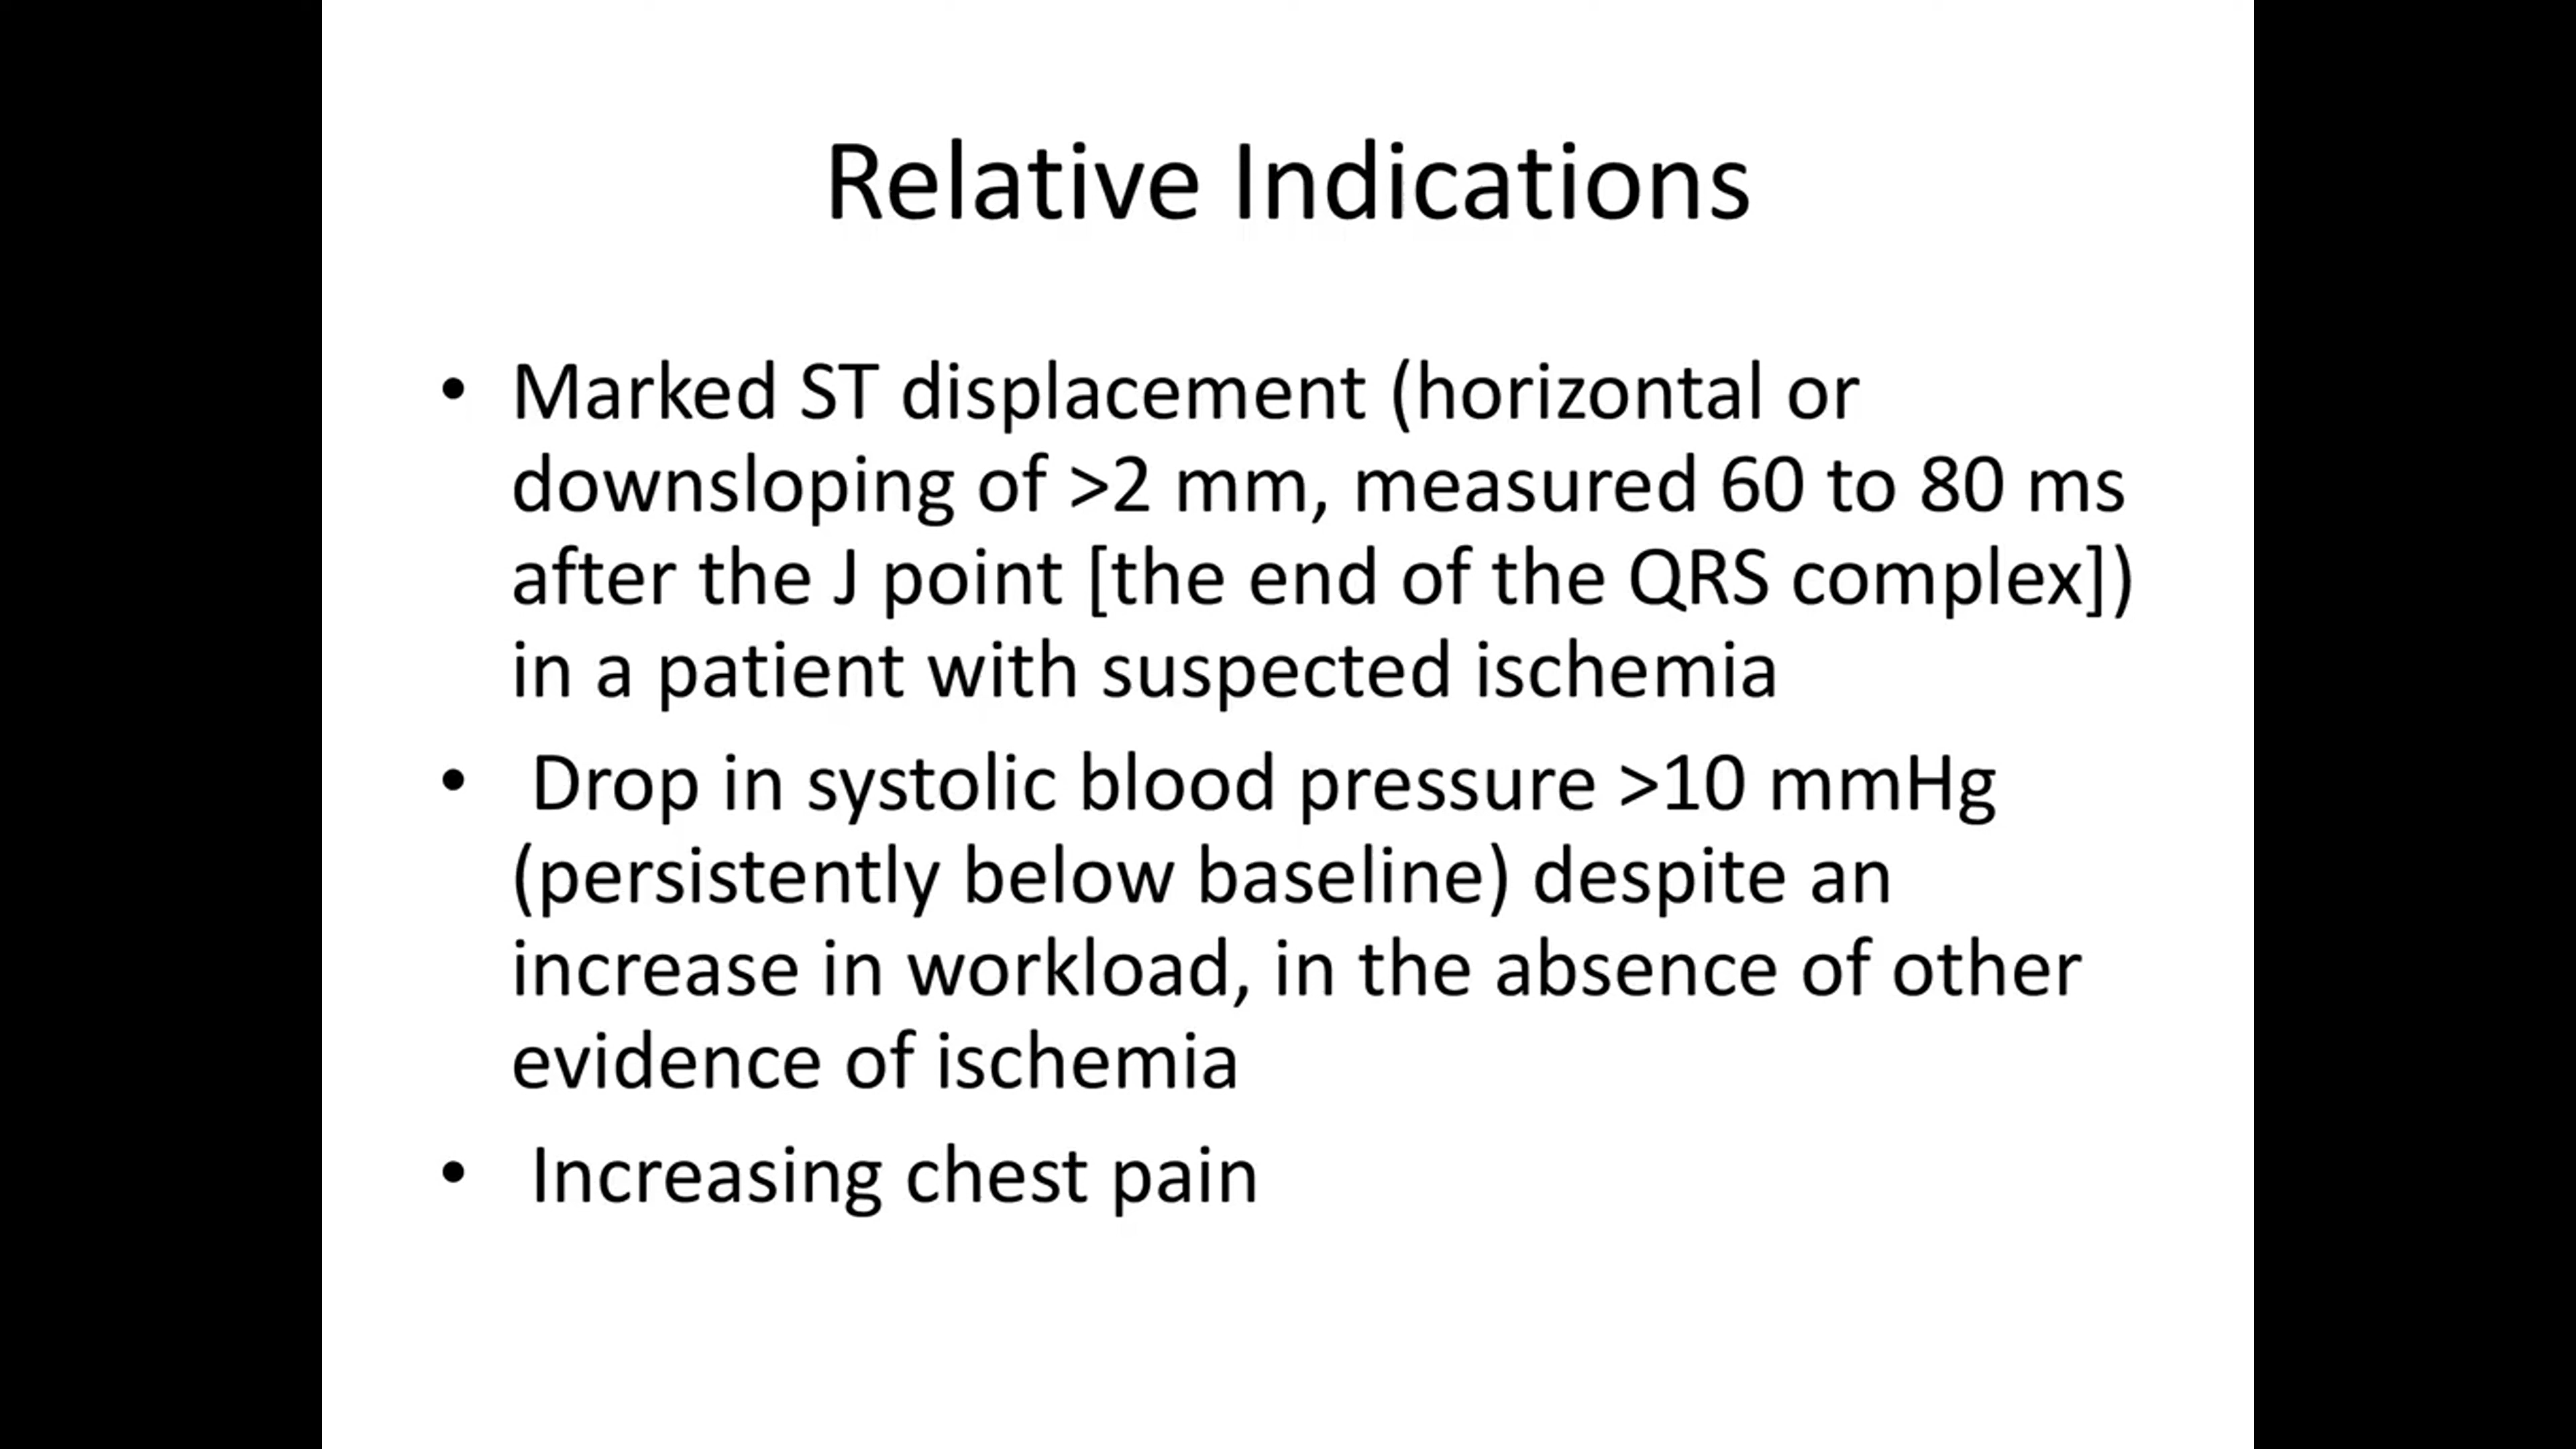 Relative Indications
• Marked ST displacement (horizontal or
downsloping of >2 mm, measured 60 to 80 ms
after the J point [the end of the QRS complex])
in a patient with suspected ischemia
• Drop in systolic blood pressure >10 mmHg
(persistently below baseline) despite an
increase in workload, in the absence of other
evidence of ischemia
• Increasing chest pain